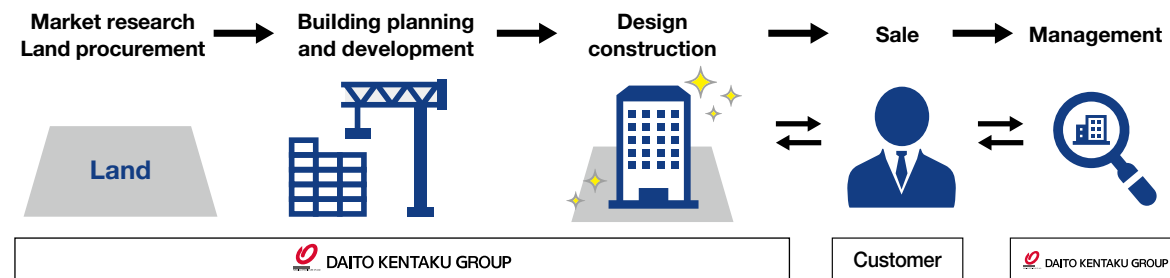 Market research
Land procurement
Building planning
and development
Design
construction
Sale
Management
Land
DAITO KENTAKU GROUP
Customer
DAITO KENTAKU GROUP